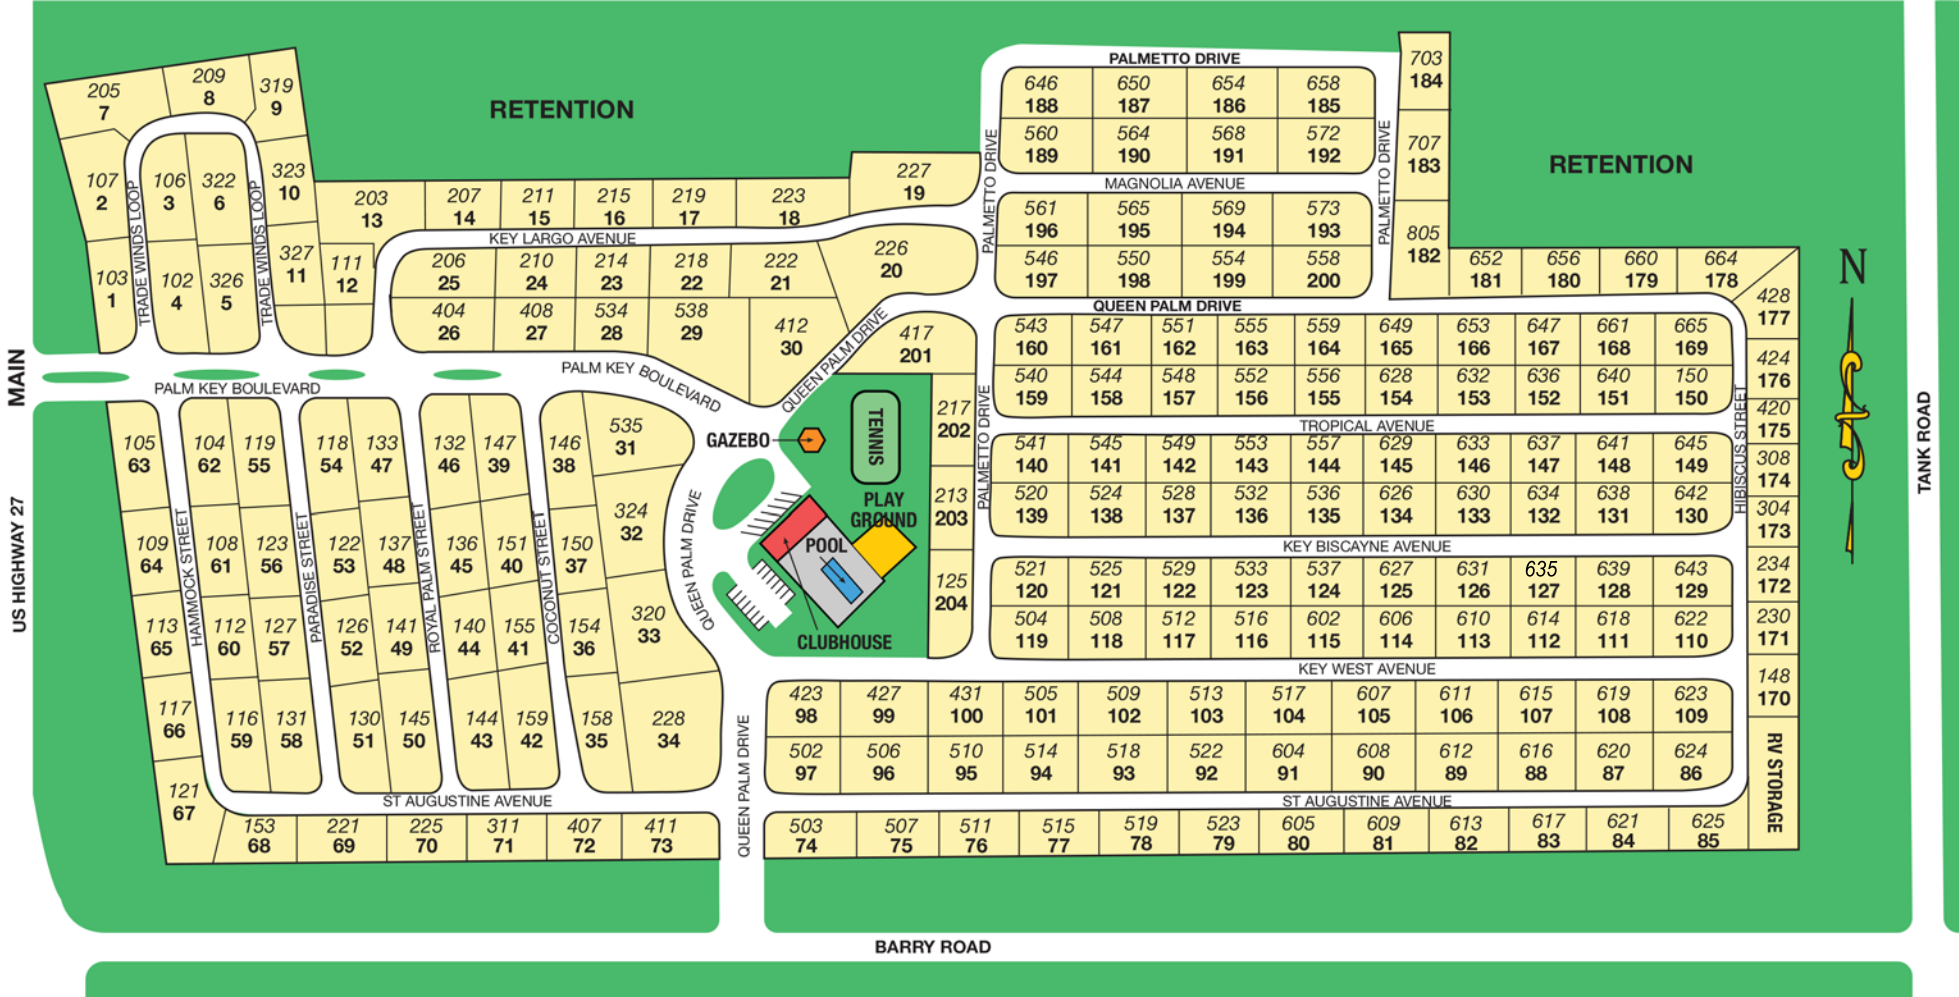 PALMETTO DRIVE
703
184
646 650 654 658
188 187 186 185
560 564 568 572
189 190 191 192
707
183
MAGNOLIA AVENUE
PALMETTO DRIVE
PALMETTO DRIVE
561 565 569 573
196 195 194 193
546 550 554 558
197 198 199 200
805
182
RETENTION
RETENTION
205
7
209
8
319
9
107
2
106
3
322
6
323
10
103
1
102
4
326
5
327
11
111
12
TRADE WINDS LOOP
TRADE WINDS LOOP
203 207 211 215 219 223 227
13 14 15 16 17 18 19
KEY LARGO AVENUE
206 210 214 218 222 226
25 24 23 22 21 20
404 408 534 538 412
26 27 28 29 30
652 656 660 664
181 180 179 178
QUEEN PALM DRIVE
428
177
424
176
420
175
308
174
304
173
234
172
230
171
148
170
RV STORAGE
HIBISCUS STREET
N
TANK ROAD
543 547 551 555 559 649 653 647 661 665
160 161 162 163 164 165 166 167 168 169
540 544 548 552 556 628 632 636 640 150
159 158 157 156 155 154 153 152 151 150
TROPICAL AVENUE
541 545 549 553 557 629 633 637 641 645
140 141 142 143 144 145 146 147 148 149
520 524 528 532 536 626 630 634 638 642
139 138 137 136 135 134 133 132 131 130
KEY BISCAYNE AVENUE
521 525 529 533 537 627 631 635 639 643
120 121 122 123 124 125 126 127 128 129
504 508 512 516 602 606 610 614 618 622
119 118 117 116 115 114 113 112 111 110
KEY WEST AVENUE
423 427 431 505 509 513 517 607 611 615 619 623
98 99 100 101 102 103 104 105 106 107 108 109
502 506 510 514 518 522 604 608 612 616 620 624
97 96 95 94 93 92 91 90 89 88 87 86
ST AUGUSTINE AVENUE
503 507 511 515 519 523 605 609 613 617 621 625
74 75 76 77 78 79 80 81 82 83 84 85
MAIN
US HIGHWAY 27
PALM KEY BOULEVARD
PALM KEY BOULEVARD
QUEEN PALM DRIVE
417
201
217
202
213
203
125
204
PALMETTO DRIVE
GAZEBO
TENNIS
PLAY
GROUND
POOL
CLUBHOUSE
QUEEN PALM DRIVE
QUEEN PALM DRIVE
105 104 119 118 133 132 147 146 535
63 62 55 54 47 46 39 38 31
109 108 123 122 137 136 151 150 324
64 61 56 53 48 45 40 37 32
113 112 127 126 141 140 155 154 320
65 60 57 52 49 44 41 36 33
117 116 131 130 145 144 159 158 228
66 59 58 51 50 43 42 35 34
HAMMOCK STREET
PARADISE STREET
ROYAL PALM STREET
COCONUT STREET
121
67
ST AUGUSTINE AVENUE
153 221 225 311 407 411
68 69 70 71 72 73
BARRY ROAD